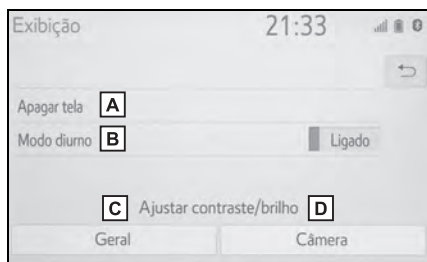 Exibição 21:33
Apagar tela A
Modo diurno B Ligado
C Ajustar contraste/brilho D
Geral Câmera